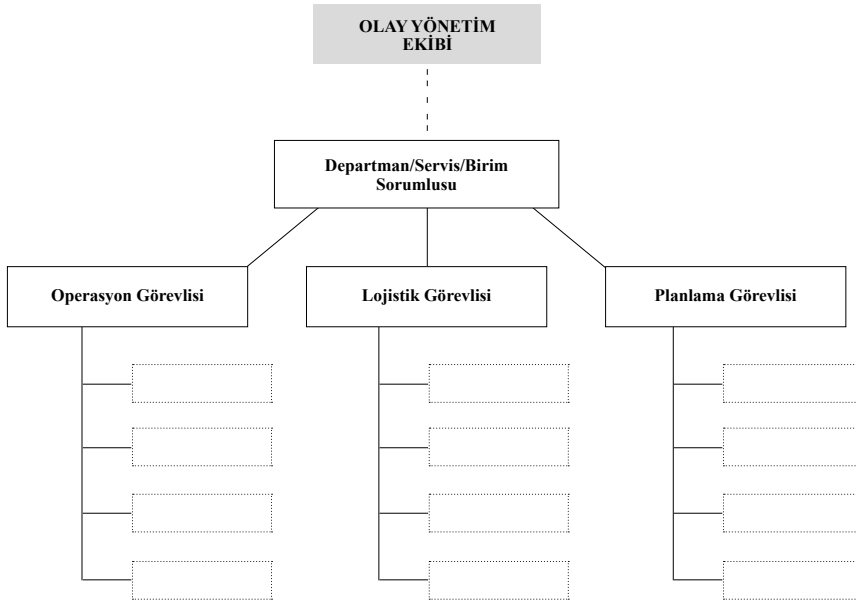 OLAY YÖNETİM
EKİBİ
Departman/Servis/Birim
Sorumlusu
Operasyon Görevlisi
Lojistik Görevlisi
Planlama Görevlisi